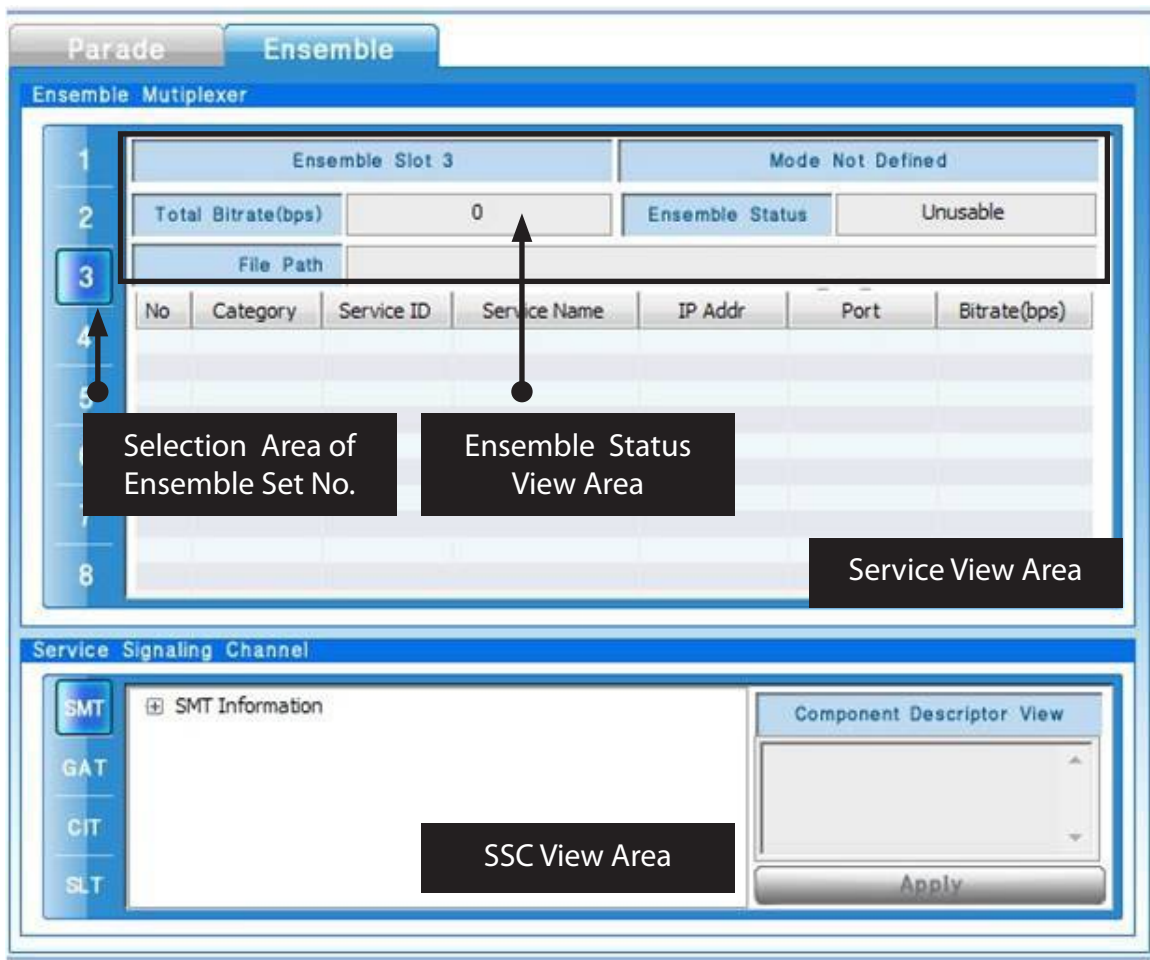 Parade Ensemble
Ensemble Mutiplexer
1
Ensemble Slot 3 Mode Not Defined
2
Total Bitrate(bps) 0 Ensemble Status Unusable
3
File Path
No Category Service ID Service Name IP Addr Port Bitrate(bps)
4
5
Selection Area of
Ensemble Set No.
Ensemble Status
View Area
8
Service View Area
Service Signaling Channel
SMT
SMT Information
Component Descriptor View
GAT
CIT
SSC View Area
SLT
Apply